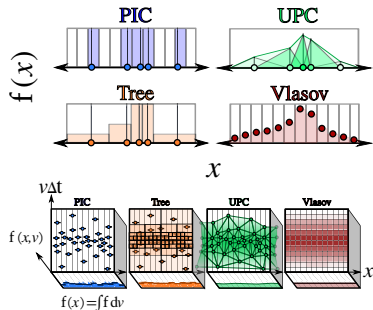 PIC
UPC
f(x)
Tree
Vlasov
x
vΔt
PIC
Tree
UPC
Vlasov
f(x,v)
x
f(x)=∫f dv